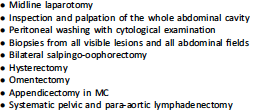 ● Midline laparotomy
● Inspection and palpation of the whole abdominal cavity
● Peritoneal washing with cytological examination
● Biopsies from all visible lesions and all abdominal fields
● Bilateral salpingo-oophorectomy
● Hysterectomy
● Omentectomy
● Appendicectomy in MC
● Systematic pelvic and para-aortic lymphadenectomy